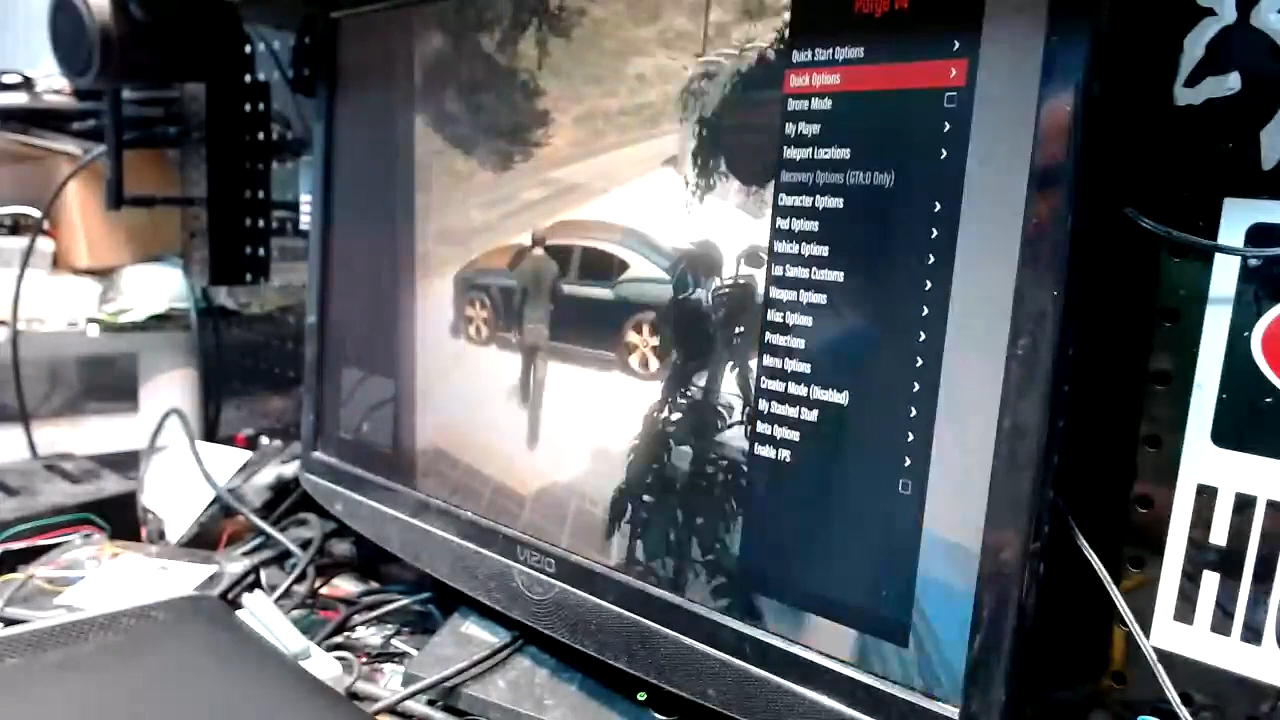 Purge V4
Quick Start Options
Quick Options
Drone Mode
My Player
Teleport Locations
Recovery Options (GTA:O Only)
Character Options
Ped Options
Vehicle Options
Los Santos Customs
Weapon Options
Misc Options
Protections
Menu Options
Creator Mode (Disabled)
My Stashed Stuff
Beta Options
Enable FPS
VIZIO